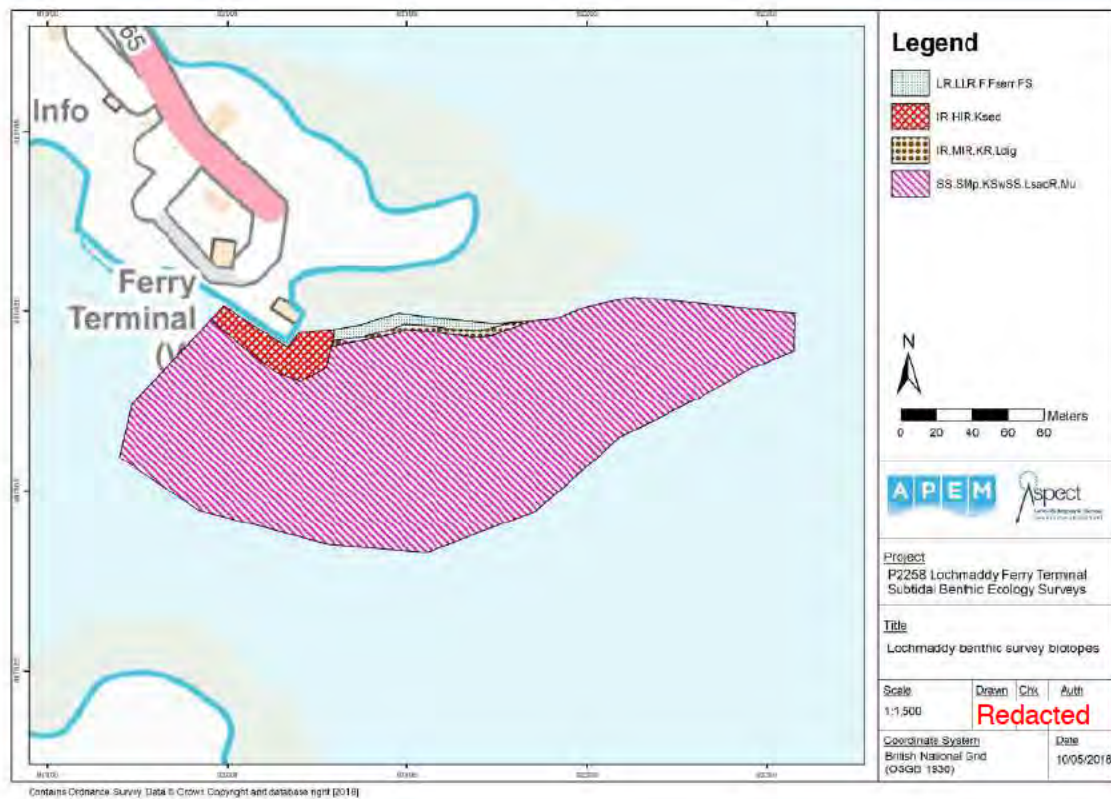 65
Info
Ferry
Terminal
(V
Legend
LR.LLR.F.Fserr.FS
IR.HIR.Ksed
IR.MIR.KR.Ldig
SS.SMp.KSwSS.LsacR.Mu
N
Meters
0 20 40 60 80
APEM
Aspect
Project
P2258 Lochmaddy Ferry Terminal
Subtidal Benthic Ecology Surveys
Title
Lochmaddy benthic survey biotopes
Scale Drawn Chk Auth
1:1,500
Redacted
Coordinate System Date
British National Grid
(OSGB 1936)
10/05/2018
Contains Ordnance Survey Data © Crown Copyright and database right [2018]